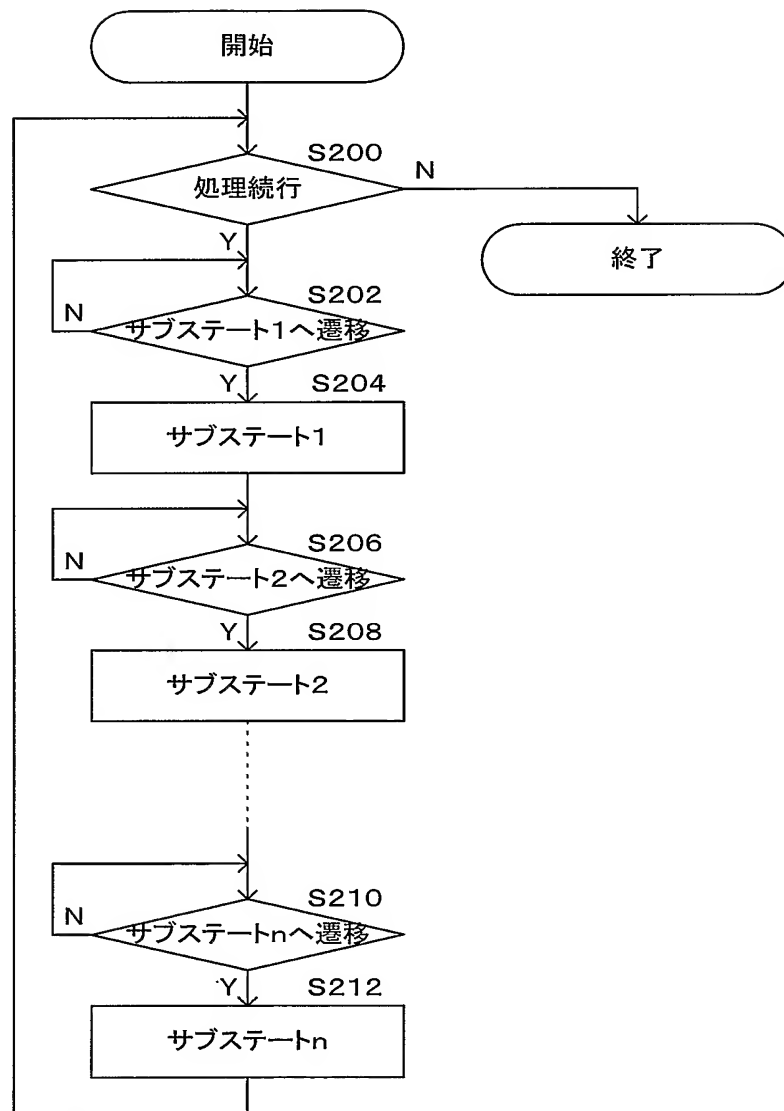 開始
S200
処理続行
N
終了
Y
S202
N
サブステート1へ遷移
Y
S204
サブステート1
S206
N
サブステート2へ遷移
Y
S208
サブステート2
S210
N
サブステートnへ遷移
Y
S212
サブステートn